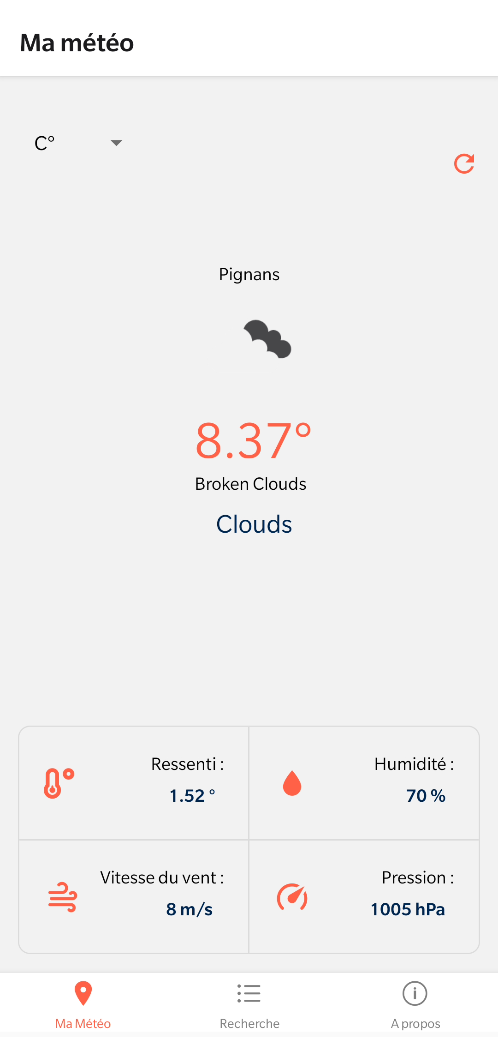 Ma météo
C°
Pignans
8.37°
Broken Clouds
Clouds
Ressenti :
1.52 °
Humidité :
70 %
Vitesse du vent :
8 m/s
Pression :
1005 hPa
Ma Météo
Recherche
A propos